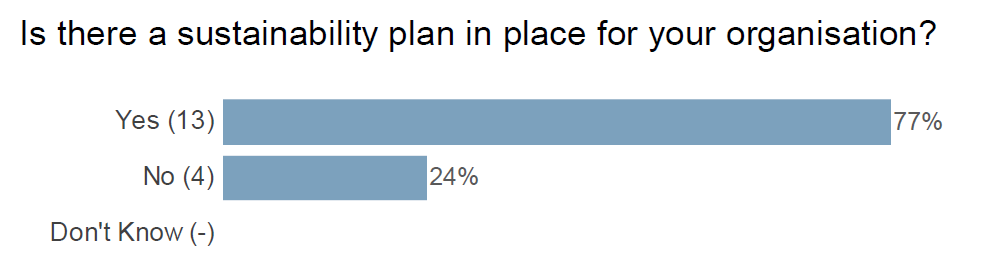 Is there a sustainability plan in place for your organisation?
Yes (13) 77%
No (4) 24%
Don't Know (-)